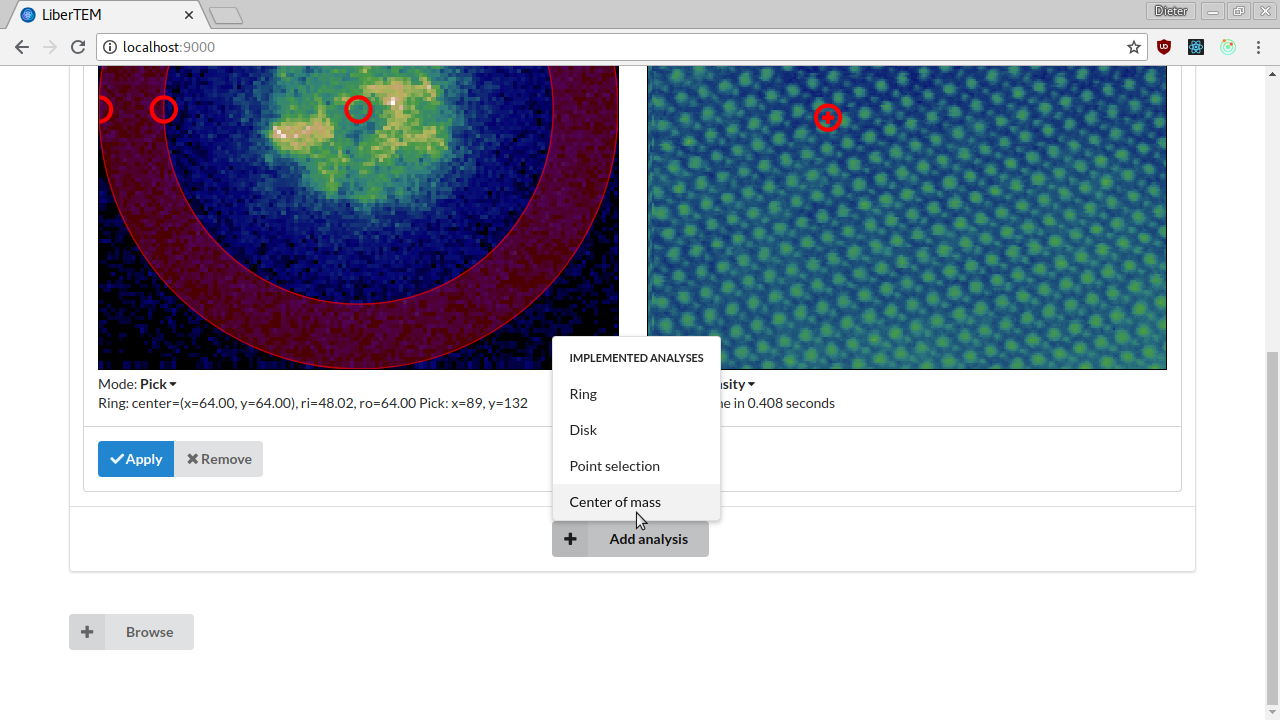 LiberTEM
Dieter
localhost:9000
IMPLEMENTED ANALYSES
Mode: Pick
sity
Ring: center=(x=64.00, y=64.00), ri=48.02, ro=64.00 Pick: x=89, y=132
Ring
ne in 0.408 seconds
Disk
Apply
Remove
Point selection
Center of mass
Add analysis
Browse